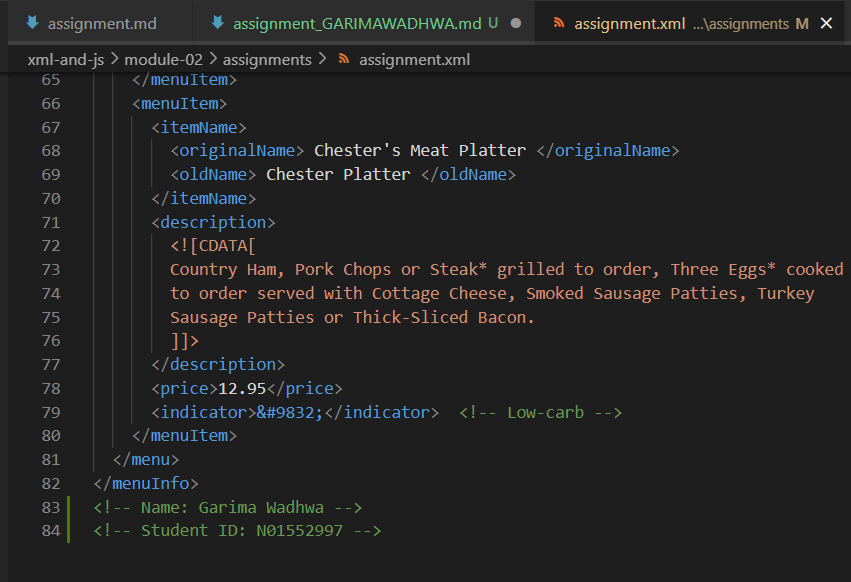 assignment.md assignment_GARIMAWADHWA.md U assignment.xml ...\assignments M
xml-and-js > module-02 > assignments > assignment.xml
65 </menuItem>
66 <menuItem>
67 <itemName>
68 <originalName> Chester's Meat Platter </originalName>
69 <oldName> Chester Platter </oldName>
70 </itemName>
71 <description>
72 <![CDATA[
73 Country Ham, Pork Chops or Steak* grilled to order, Three Eggs* cooked
74 to order served with Cottage Cheese, Smoked Sausage Patties, Turkey
75 Sausage Patties or Thick-Sliced Bacon.
76 ]]>
77 </description>
78 <price>12.95</price>
79 <indicator>&#9832;</indicator> <!-- Low-carb -->
80 </menuItem>
81 </menu>
82 </menuInfo>
83 <!-- Name: Garima Wadhwa -->
84 <!-- Student ID: N01552997 -->